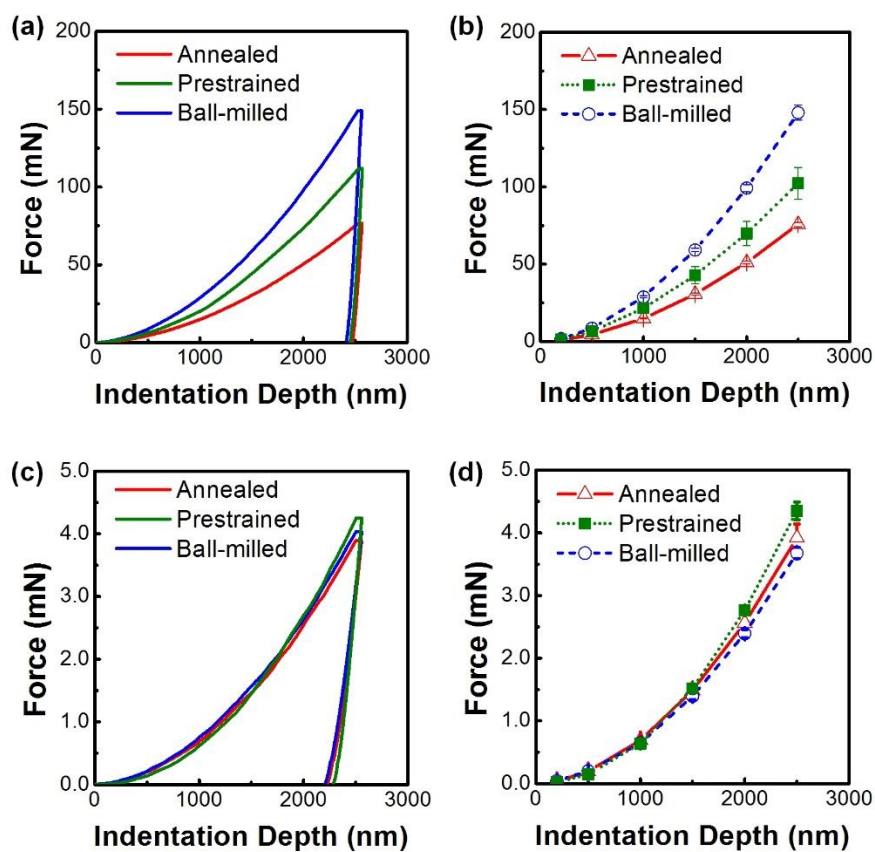 (a)
200
150
100
50
0
Force (mN)
Annealed
Prestrained
Ball-milled
0 1000 2000 3000
Indentation Depth (nm)
(b)
200
150
100
50
0
Force (mN)
Annealed
Prestrained
Ball-milled
0 1000 2000 3000
Indentation Depth (nm)
(c)
5.0
4.0
3.0
2.0
1.0
0.0
Force (mN)
Annealed
Prestrained
Ball-milled
0 1000 2000 3000
Indentation Depth (nm)
(d)
5.0
4.0
3.0
2.0
1.0
0.0
Force (mN)
Annealed
Prestrained
Ball-milled
0 1000 2000 3000
Indentation Depth (nm)